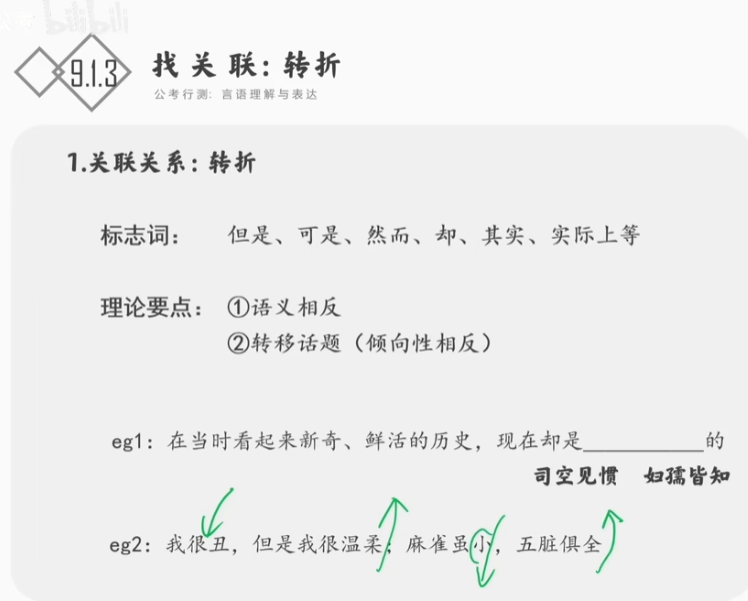 bilibili
9.1.3
找关联：转折
公考行测：言语理解与表达
1.关联关系：转折
标志词： 但是、可是、然而、却、其实、实际上等
理论要点： ①语义相反
②转移话题（倾向性相反）
eg1：在当时看起来新奇、鲜活的历史，现在却是__________的
司空见惯 妇孺皆知
eg2：我很丑，但是我很温柔；麻雀虽小，五脏俱全